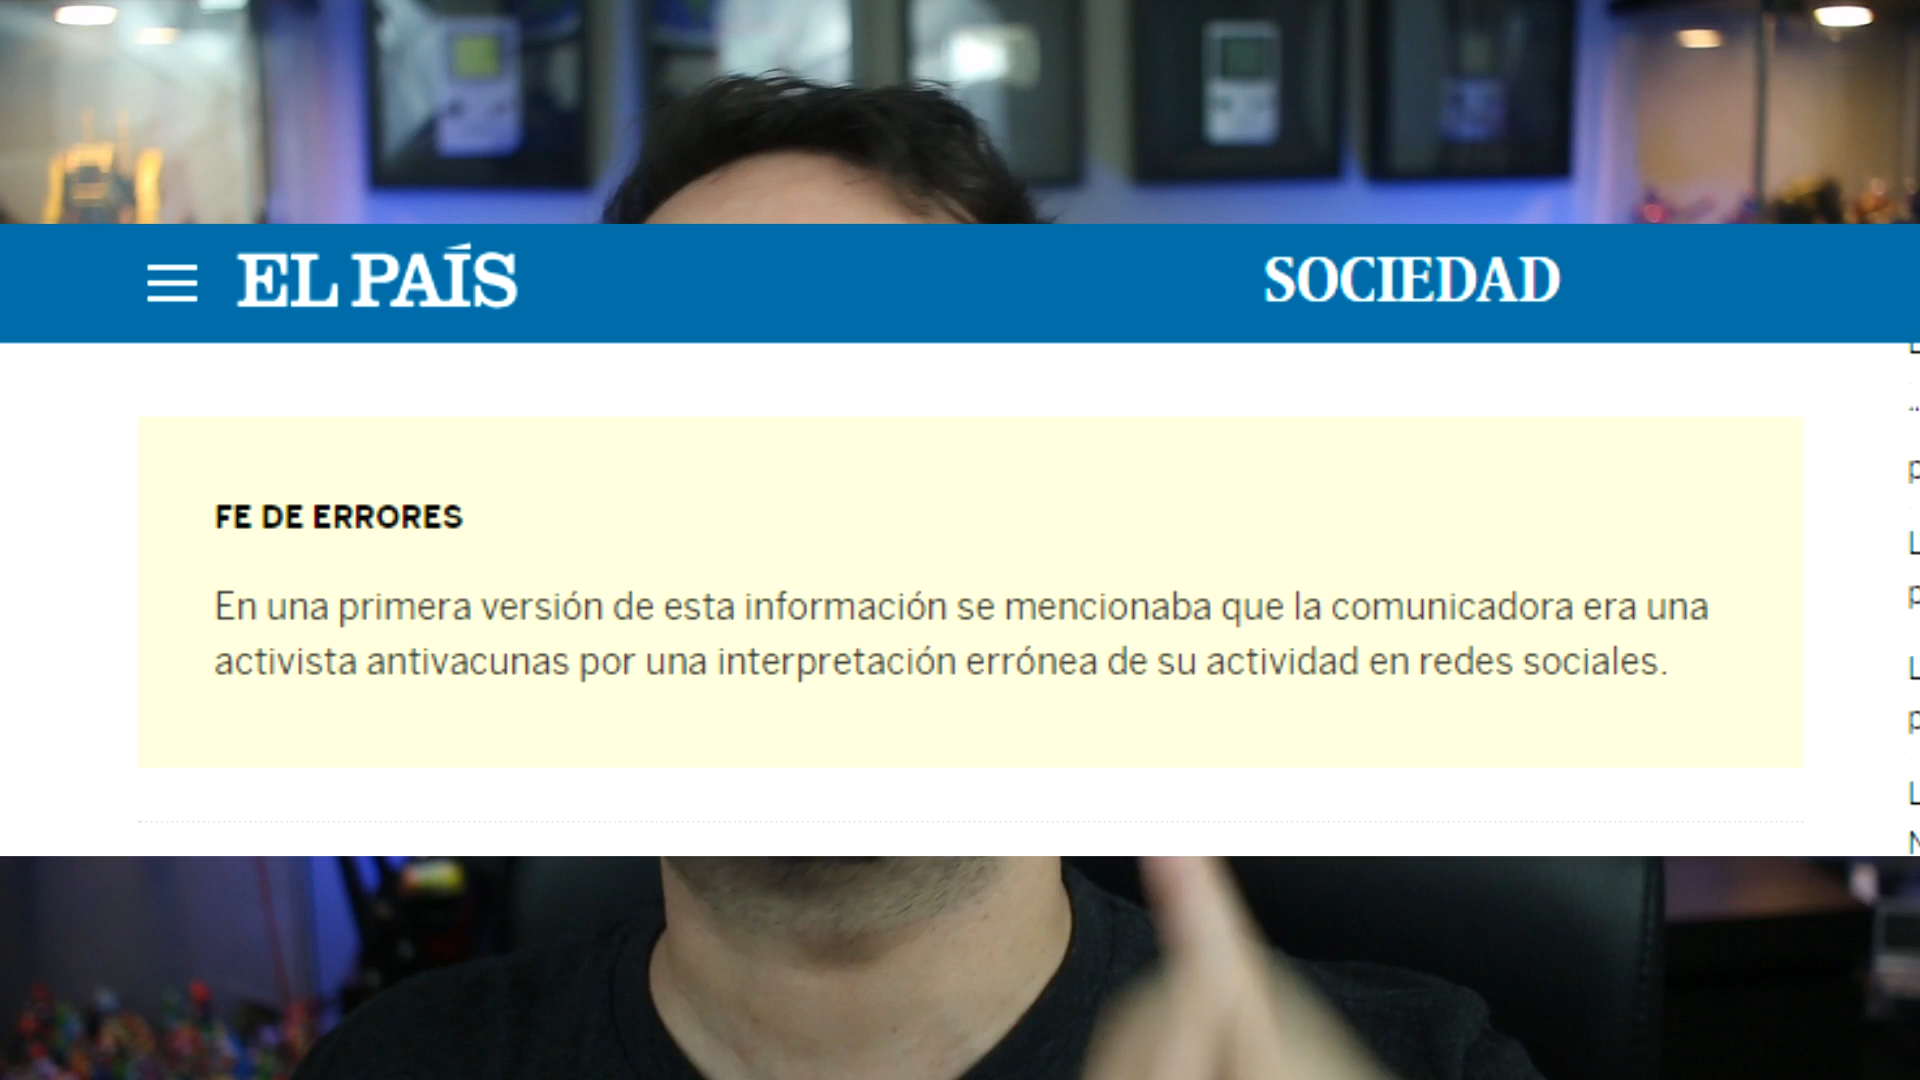 EL PAÍS
SOCIEDAD
FE DE ERRORES
En una primera versión de esta información se mencionaba que la comunicadora era una
activista antivacunas por una interpretación errónea de su actividad en redes sociales.